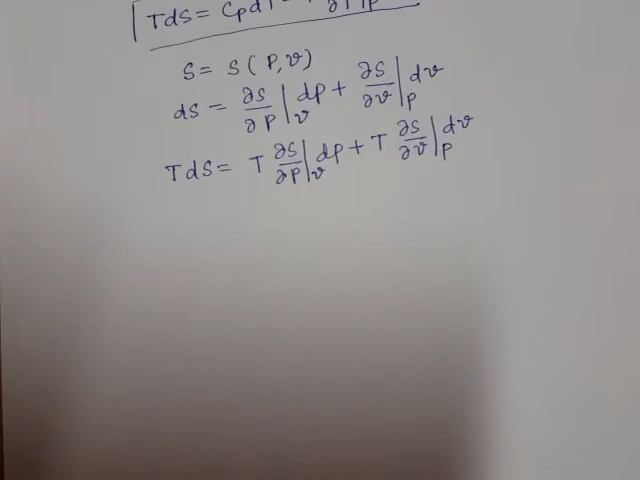 TdS = CpdT -
S = S(P,v)
dS = ∂S/∂P|v dp + ∂S/∂v|p dv
TdS = T ∂S/∂P|v dp + T ∂S/∂v|p dv